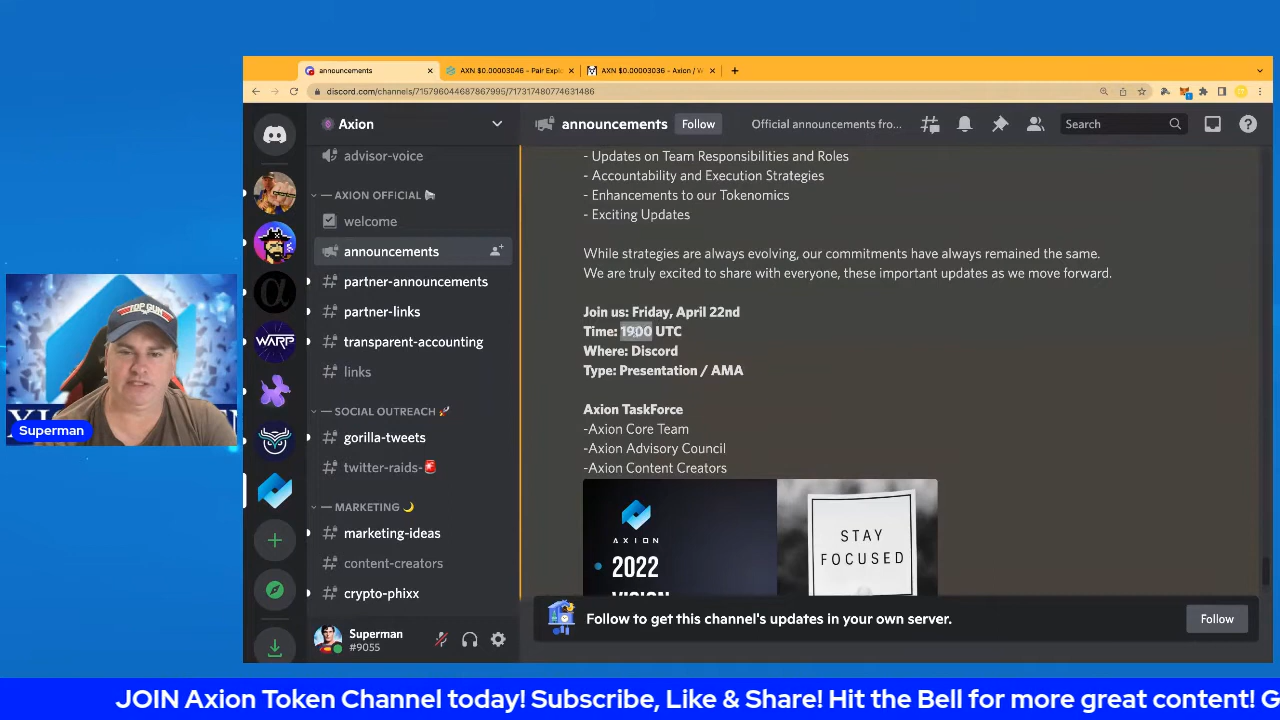 announcements
AXN $0.00003046 - Pair Explo
AXN $0.00003036 - Axion / W
discord.com/channels/715796044687867995/717317480774631486
Axion
announcements
Follow
Official announcements fro...
Search
advisor-voice
AXION OFFICIAL
welcome
announcements
partner-announcements
partner-links
transparent-accounting
links
SOCIAL OUTREACH
gorilla-tweets
twitter-raids-
MARKETING
marketing-ideas
content-creators
crypto-phixx
WARP
Superman
#9055
- Updates on Team Responsibilities and Roles
- Accountability and Execution Strategies
- Enhancements to our Tokenomics
- Exciting Updates
While strategies are always evolving, our commitments have always remained the same.
We are truly excited to share with everyone, these important updates as we move forward.
Join us: Friday, April 22nd
Time: 1900 UTC
Where: Discord
Type: Presentation / AMA
Axion TaskForce
-Axion Core Team
-Axion Advisory Council
-Axion Content Creators
AXION
2022
VISION
STAY
FOCUSED
Follow to get this channel's updates in your own server.
Follow
TOP GUN
Superman
JOIN Axion Token Channel today! Subscribe, Like & Share! Hit the Bell for more great content! G